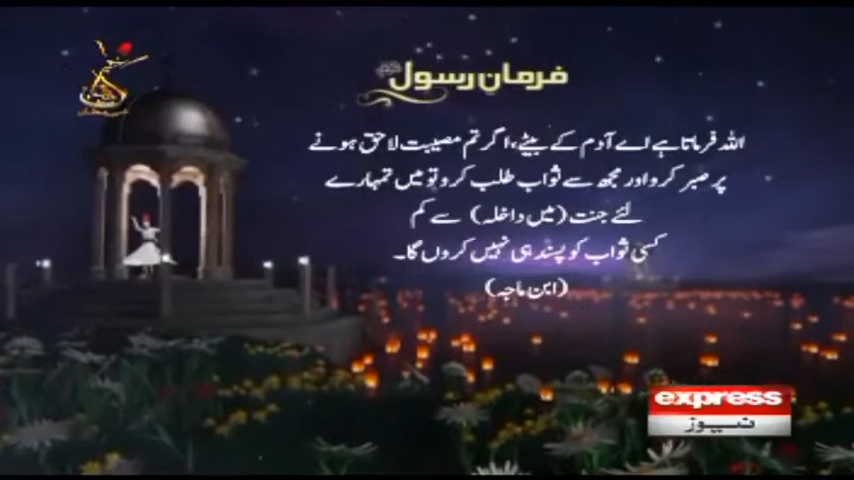 فرمانِ رسول ﷺ
اللہ فرماتا ہے اے آدم کے بیٹے، اگر تم مصیبت لاحق ہونے
پر صبر کرو اور مجھ سے ثواب طلب کرو تو میں تمہارے
لئے جنت (میں داخلہ) سے کم
کسی ثواب کو پسند ہی نہیں کروں گا۔
(ابن ماجہ)
express
نیوز